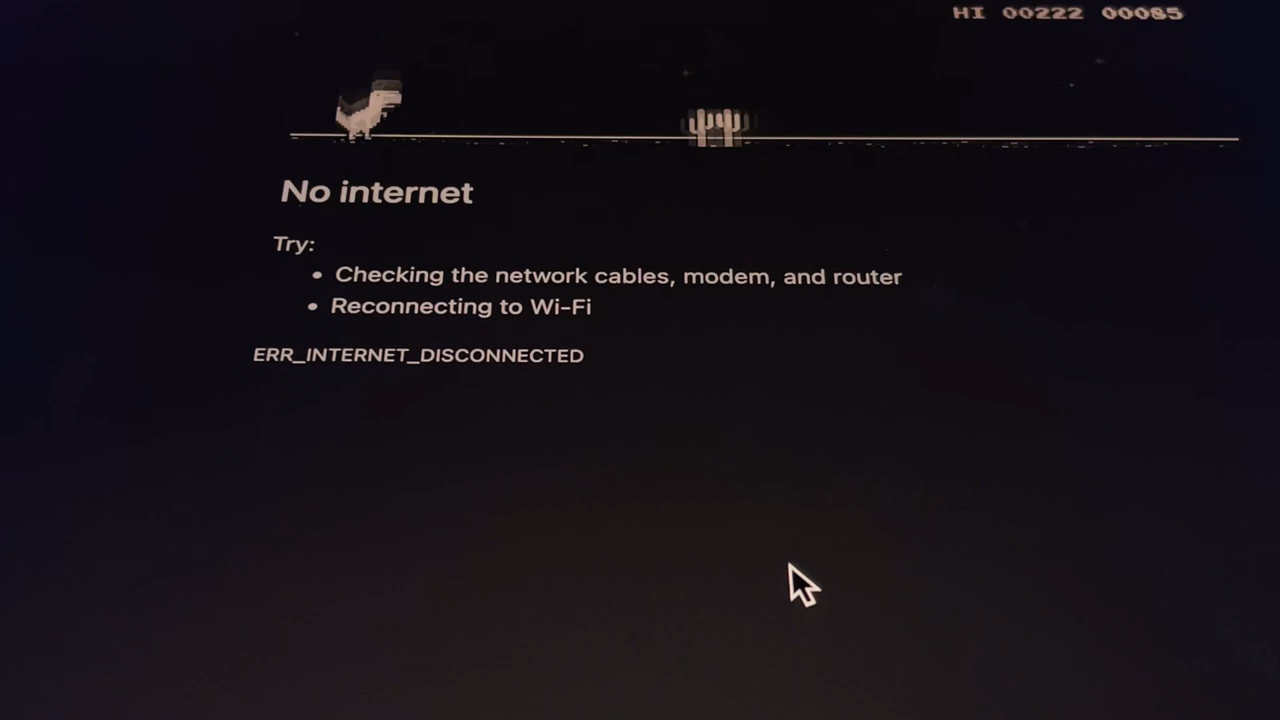 HI 00222 00085
No internet
Try:
• Checking the network cables, modem, and router
• Reconnecting to Wi-Fi
ERR_INTERNET_DISCONNECTED